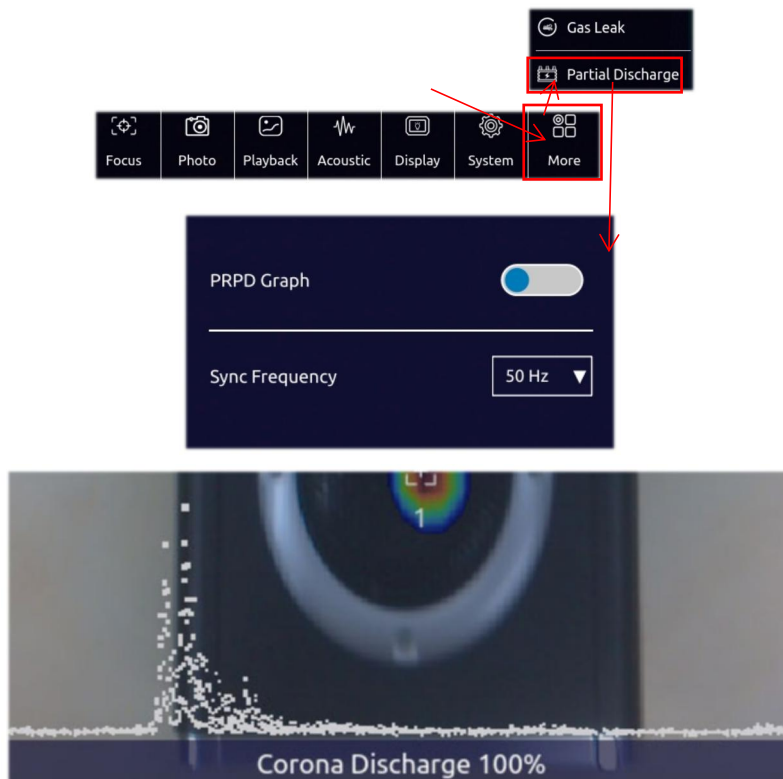 Gas Leak
Partial Discharge
Focus Photo Playback Acoustic Display System More
PRPD Graph
Sync Frequency 50 Hz ▼
1
Corona Discharge 100%